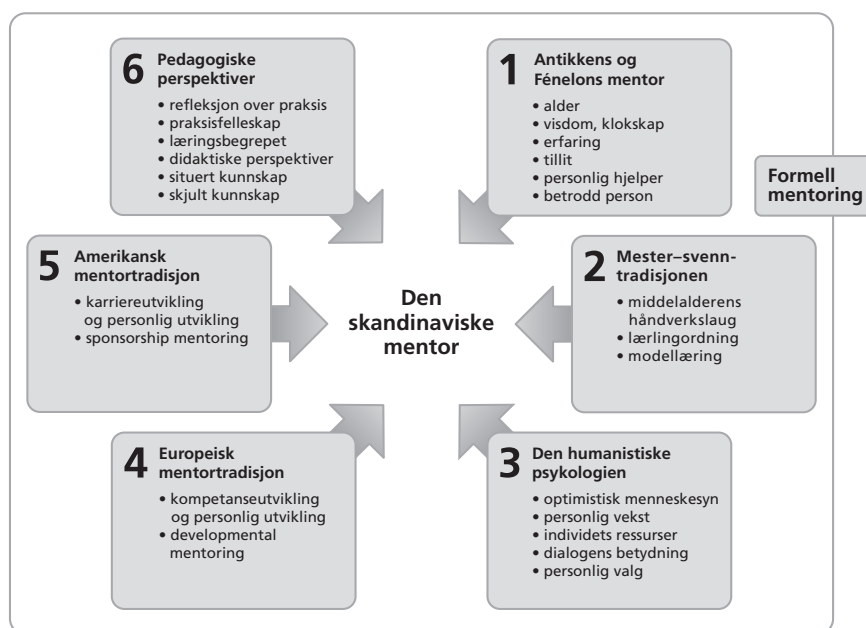 6 Pedagogiske
perspektiver
• refleksjon over praksis
• praksisfelleskap
• læringsbegrepet
• didaktiske perspektiver
• situert kunnskap
• skjult kunnskap
1 Antikkens og
Fénelons mentor
• alder
• visdom, klokskap
• erfaring
• tillit
• personlig hjelper
• betrodd person
Formell
mentoring
5 Amerikansk
mentortradisjon
• karriereutvikling
og personlig utvikling
• sponsorship mentoring
Den
skandinaviske
mentor
2 Mester–svenn-
tradisjonen
• middelalderens
håndverkslaug
• lærlingordning
• modellæring
4 Europeisk
mentortradisjon
• kompetanseutvikling
og personlig utvikling
• developmental
mentoring
3 Den humanistiske
psykologien
• optimistisk menneskesyn
• personlig vekst
• individets ressurser
• dialogens betydning
• personlig valg